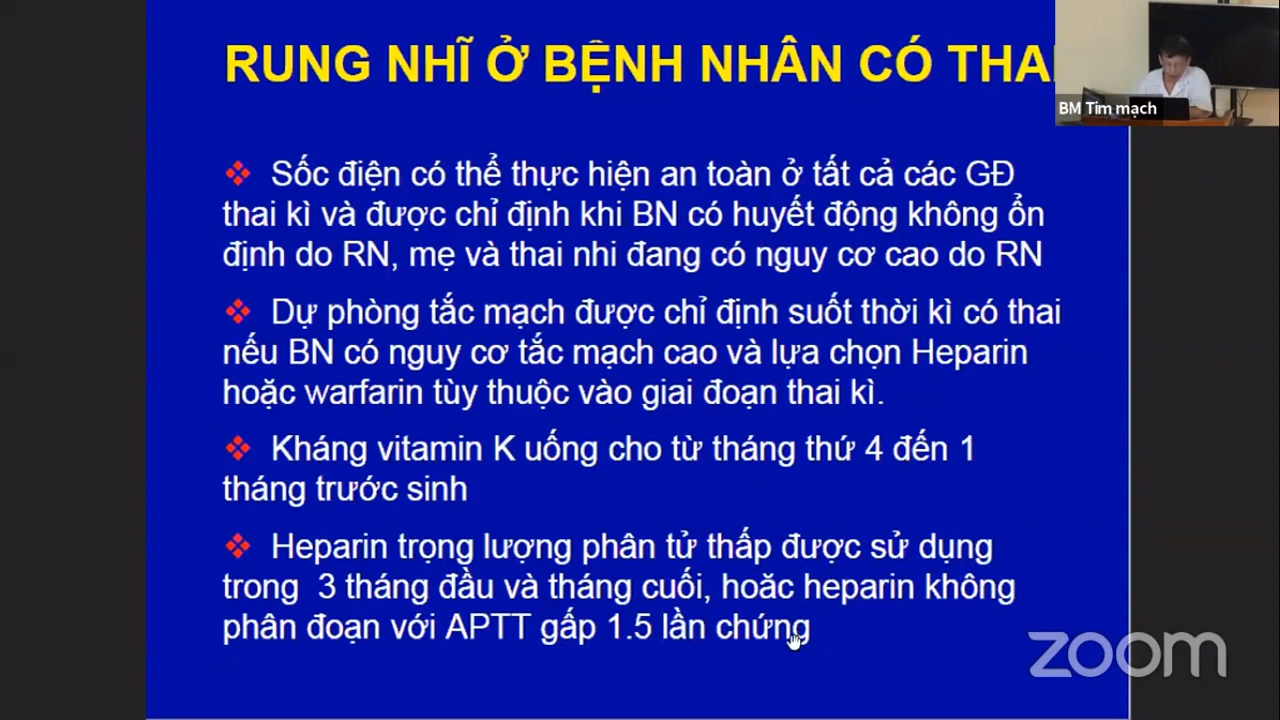 RUNG NHĨ Ở BỆNH NHÂN CÓ THAI
BM Tim mạch
❖ Sốc điện có thể thực hiện an toàn ở tất cả các GĐ
thai kì và được chỉ định khi BN có huyết động không ổn
định do RN, mẹ và thai nhi đang có nguy cơ cao do RN
❖ Dự phòng tắc mạch được chỉ định suốt thời kì có thai
nếu BN có nguy cơ tắc mạch cao và lựa chọn Heparin
hoặc warfarin tùy thuộc vào giai đoạn thai kì.
❖ Kháng vitamin K uống cho từ tháng thứ 4 đến 1
tháng trước sinh
❖ Heparin trọng lượng phân tử thấp được sử dụng
trong 3 tháng đầu và tháng cuối, hoăc heparin không
phân đoạn với APTT gấp 1.5 lần chứng
zoom